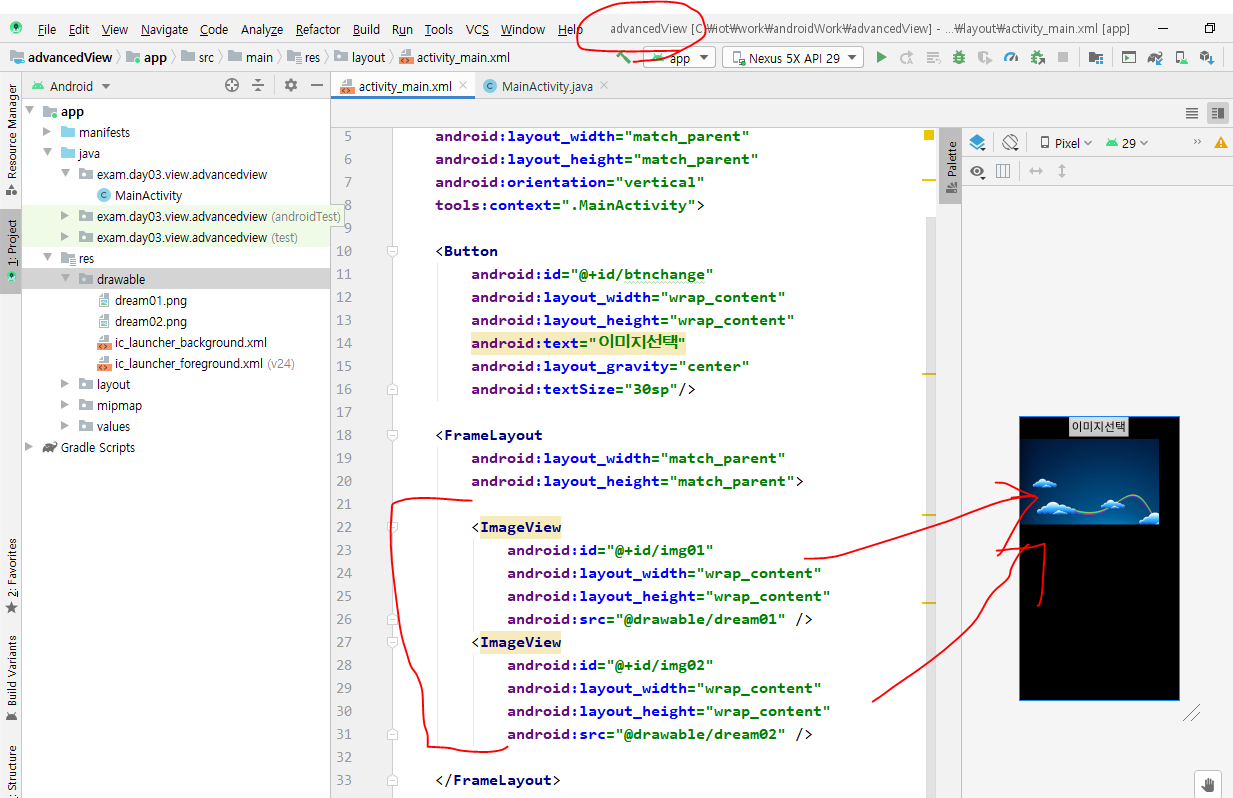 File Edit View Navigate Code Analyze Refactor Build Run Tools VCS Window Help advancedView [C:₩iot₩work₩androidWork₩advancedView] - ...₩layout₩activity_main.xml [app]
advancedView app src main res layout activity_main.xml app Nexus 5X API 29
Android
activity_main.xml
MainActivity.java
Resource Manager
1: Project
2: Favorites
Build Variants
Structure
app
manifests
java
exam.day03.view.advancedview
MainActivity
exam.day03.view.advancedview (androidTest)
exam.day03.view.advancedview (test)
res
drawable
dream01.png
dream02.png
ic_launcher_background.xml
ic_launcher_foreground.xml (v24)
layout
mipmap
values
Gradle Scripts
5 android:layout_width="match_parent"
6 android:layout_height="match_parent"
7 android:orientation="vertical"
8 tools:context=".MainActivity">
9
10 <Button
11 android:id="@+id/btnchange"
12 android:layout_width="wrap_content"
13 android:layout_height="wrap_content"
14 android:text="이미지선택"
15 android:layout_gravity="center"
16 android:textSize="30sp"/>
17
18 <FrameLayout
19 android:layout_width="match_parent"
20 android:layout_height="match_parent">
21
22 <ImageView
23 android:id="@+id/img01"
24 android:layout_width="wrap_content"
25 android:layout_height="wrap_content"
26 android:src="@drawable/dream01" />
27 <ImageView
28 android:id="@+id/img02"
29 android:layout_width="wrap_content"
30 android:layout_height="wrap_content"
31 android:src="@drawable/dream02" />
32
33 </FrameLayout>
Palette
Pixel 29
이미지선택